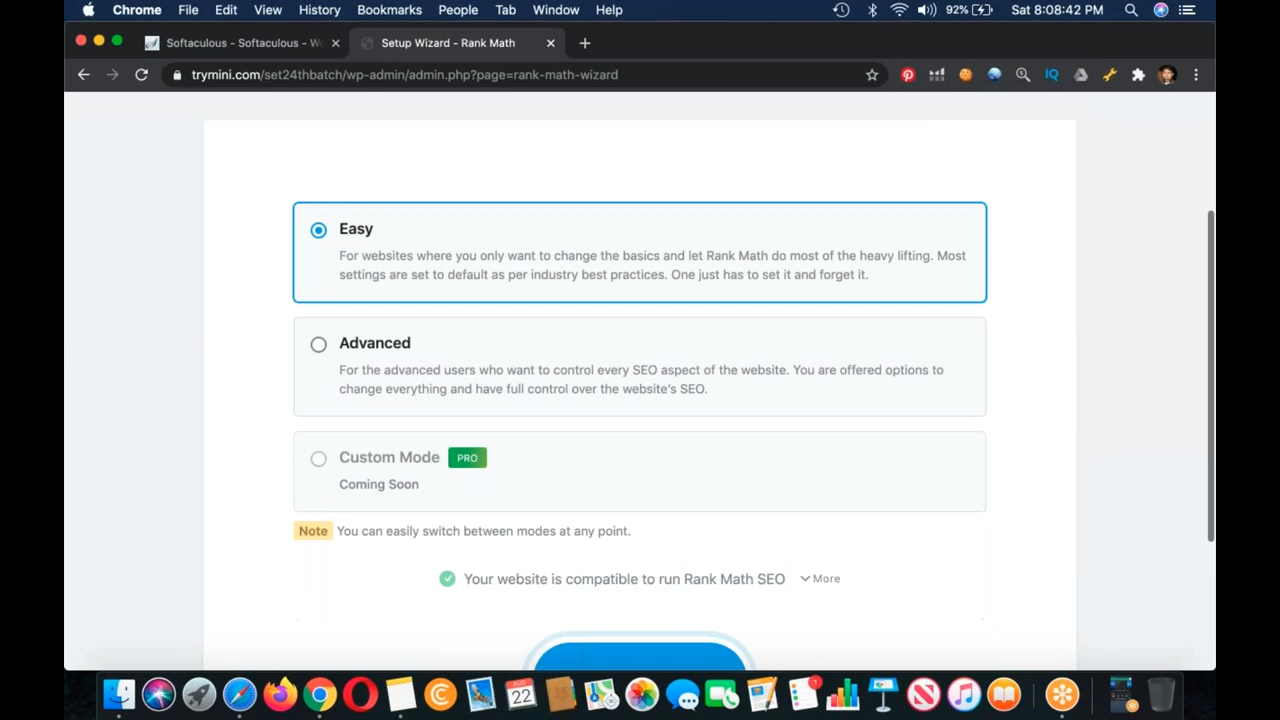 Chrome File Edit View History Bookmarks People Tab Window Help 92% Sat 8:08:42 PM
Softaculous - Softaculous - W Setup Wizard - Rank Math
trymini.com/set24thbatch/wp-admin/admin.php?page=rank-math-wizard IQ
Easy
For websites where you only want to change the basics and let Rank Math do most of the heavy lifting. Most
settings are set to default as per industry best practices. One just has to set it and forget it.
Advanced
For the advanced users who want to control every SEO aspect of the website. You are offered options to
change everything and have full control over the website's SEO.
Custom Mode PRO
Coming Soon
Note You can easily switch between modes at any point.
Your website is compatible to run Rank Math SEO More
AUG
22
1